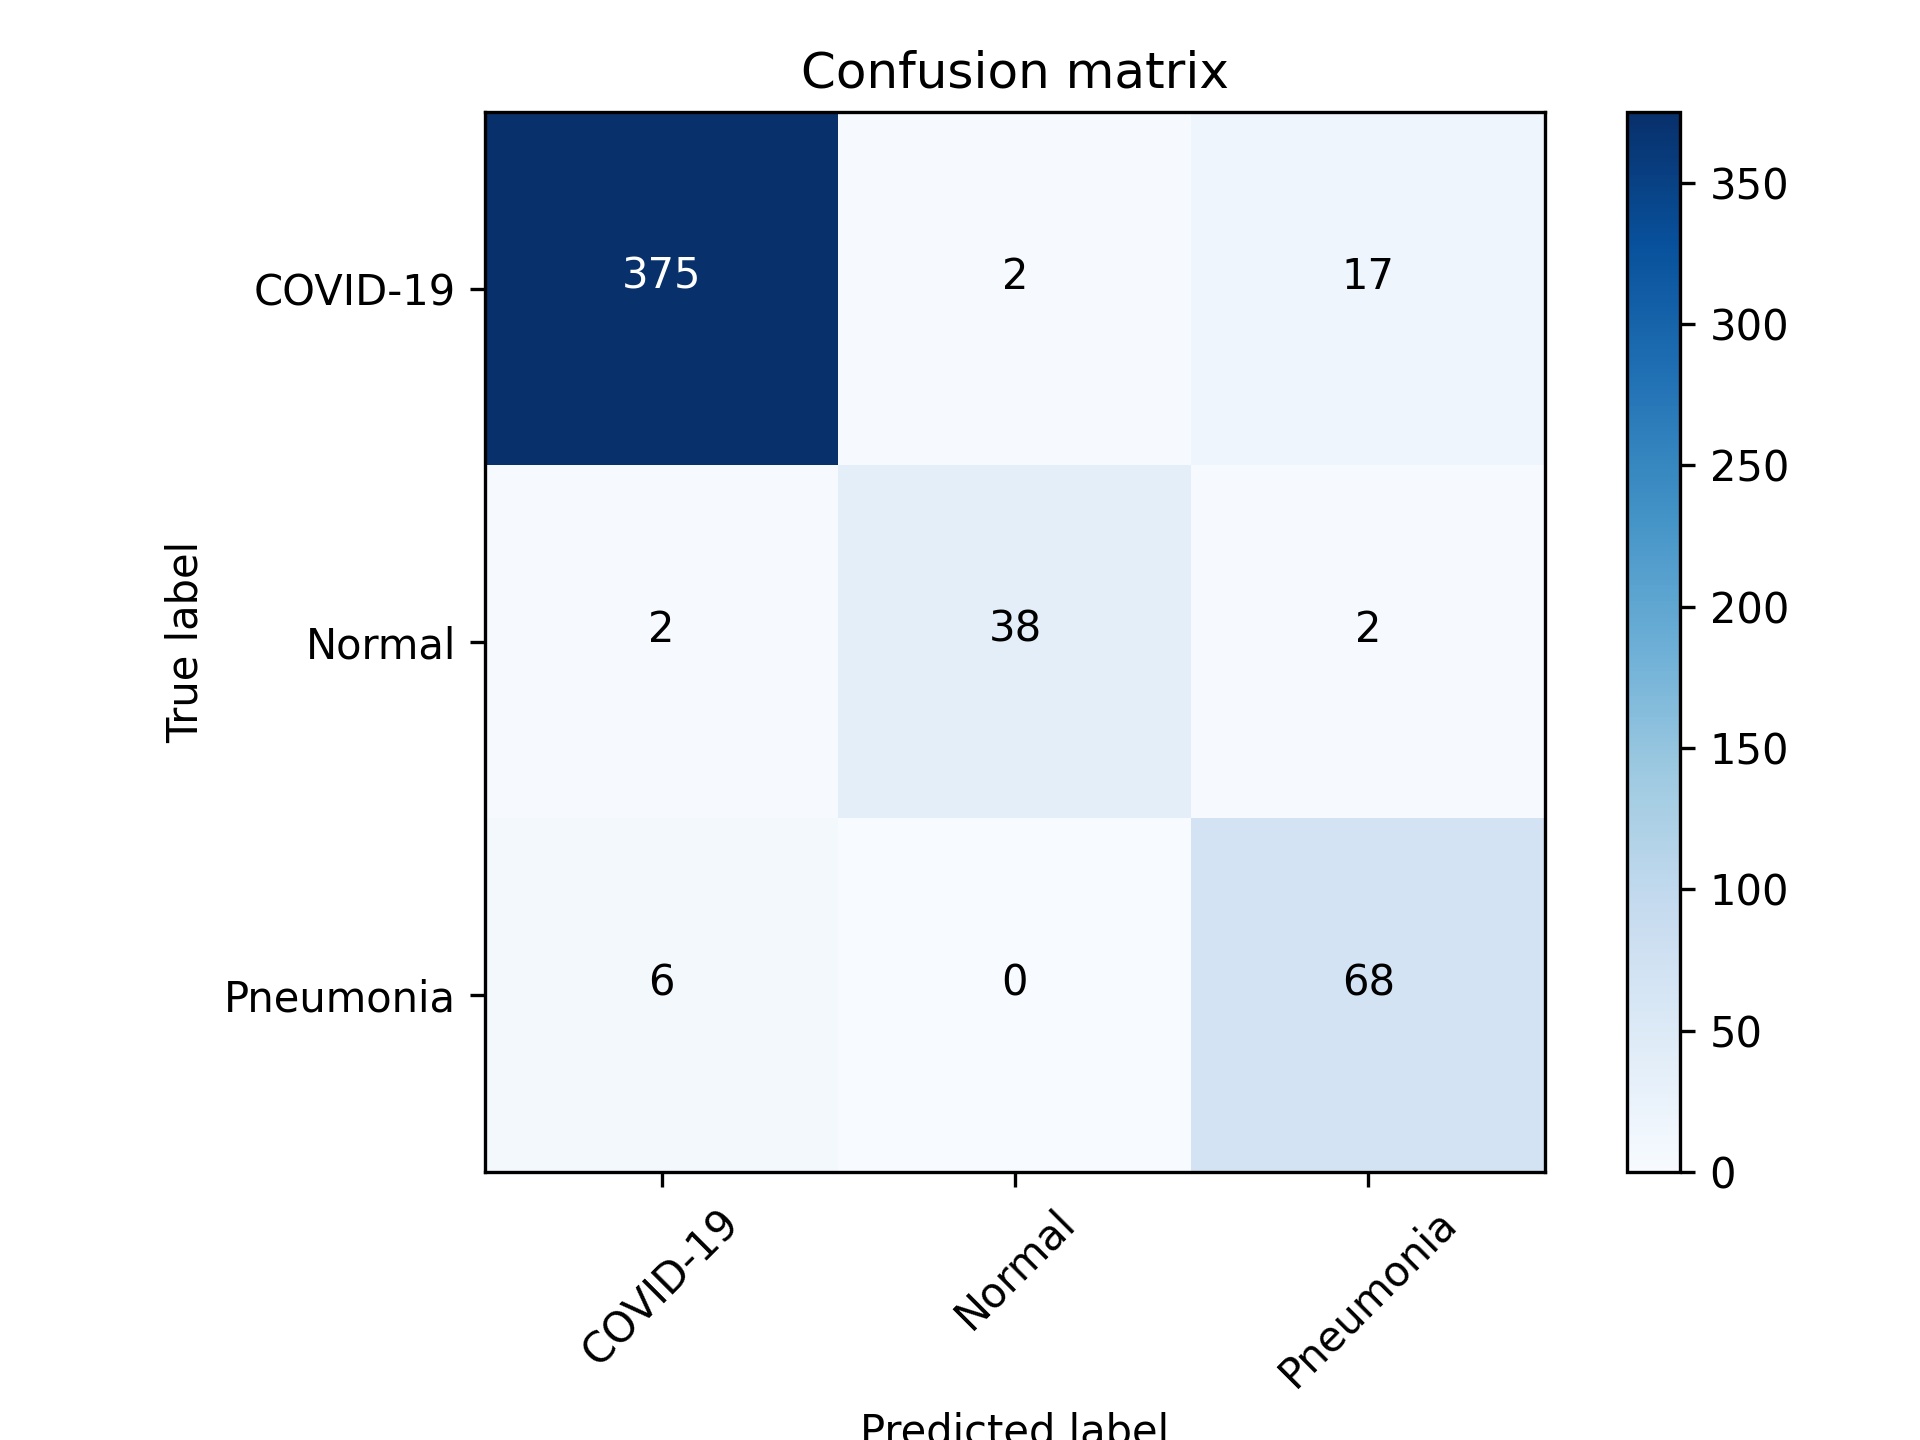 Confusion matrix
COVID-19
375
2
17
350
300
250
True label
Normal
2
38
2
200
150
Pneumonia
6
0
68
100
50
0
COVID-19
Normal
Pneumonia
Predicted label